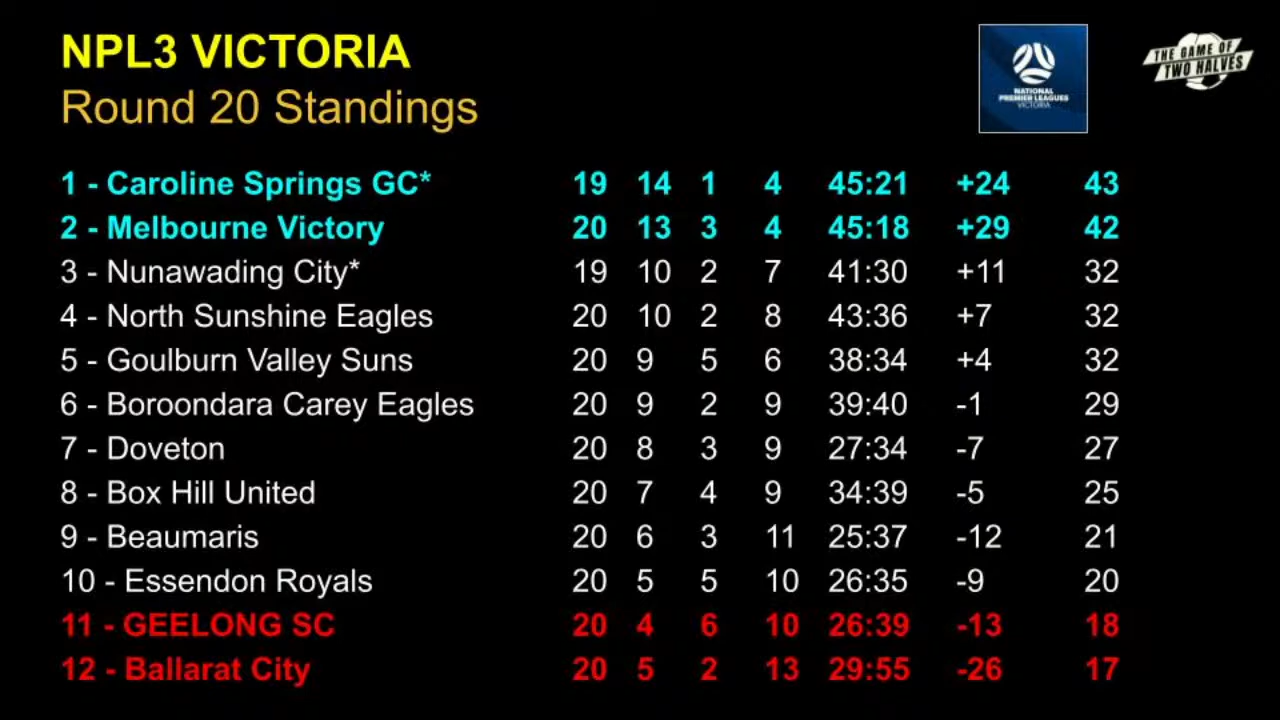 NPL3 VICTORIA
Round 20 Standings
NATIONAL
PREMIER LEAGUES
VICTORIA
THE GAME OF
TWO HALVES
1 - Caroline Springs GC* 19 14 1 4 45:21 +24 43
2 - Melbourne Victory 20 13 3 4 45:18 +29 42
3 - Nunawading City* 19 10 2 7 41:30 +11 32
4 - North Sunshine Eagles 20 10 2 8 43:36 +7 32
5 - Goulburn Valley Suns 20 9 5 6 38:34 +4 32
6 - Boroondara Carey Eagles 20 9 2 9 39:40 -1 29
7 - Doveton 20 8 3 9 27:34 -7 27
8 - Box Hill United 20 7 4 9 34:39 -5 25
9 - Beaumaris 20 6 3 11 25:37 -12 21
10 - Essendon Royals 20 5 5 10 26:35 -9 20
11 - GEELONG SC 20 4 6 10 26:39 -13 18
12 - Ballarat City 20 5 2 13 29:55 -26 17